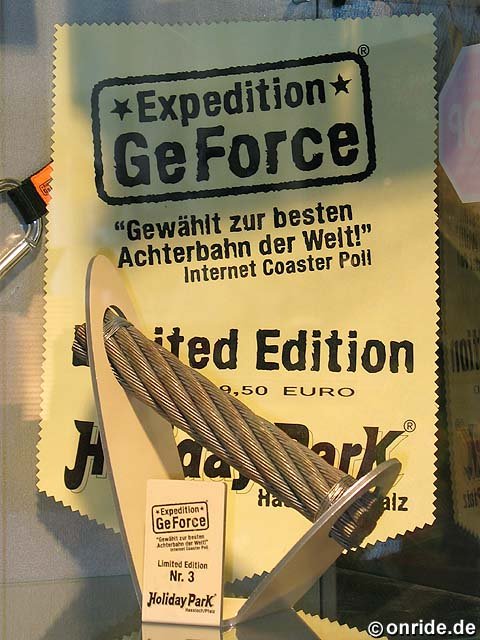 Expedition
GeForce
®
"Gewählt zur besten
Achterbahn der Welt!"
Internet Coaster Poll
Edition
9,50 EURO
Holiday Park
®
Expedition
GeForce
"Gewählt zur besten
Achterbahn der Welt!"
Internet Coaster Poll
Limited Edition
Nr. 3
Holiday Park
Hassloch/Pfalz
© onride.de